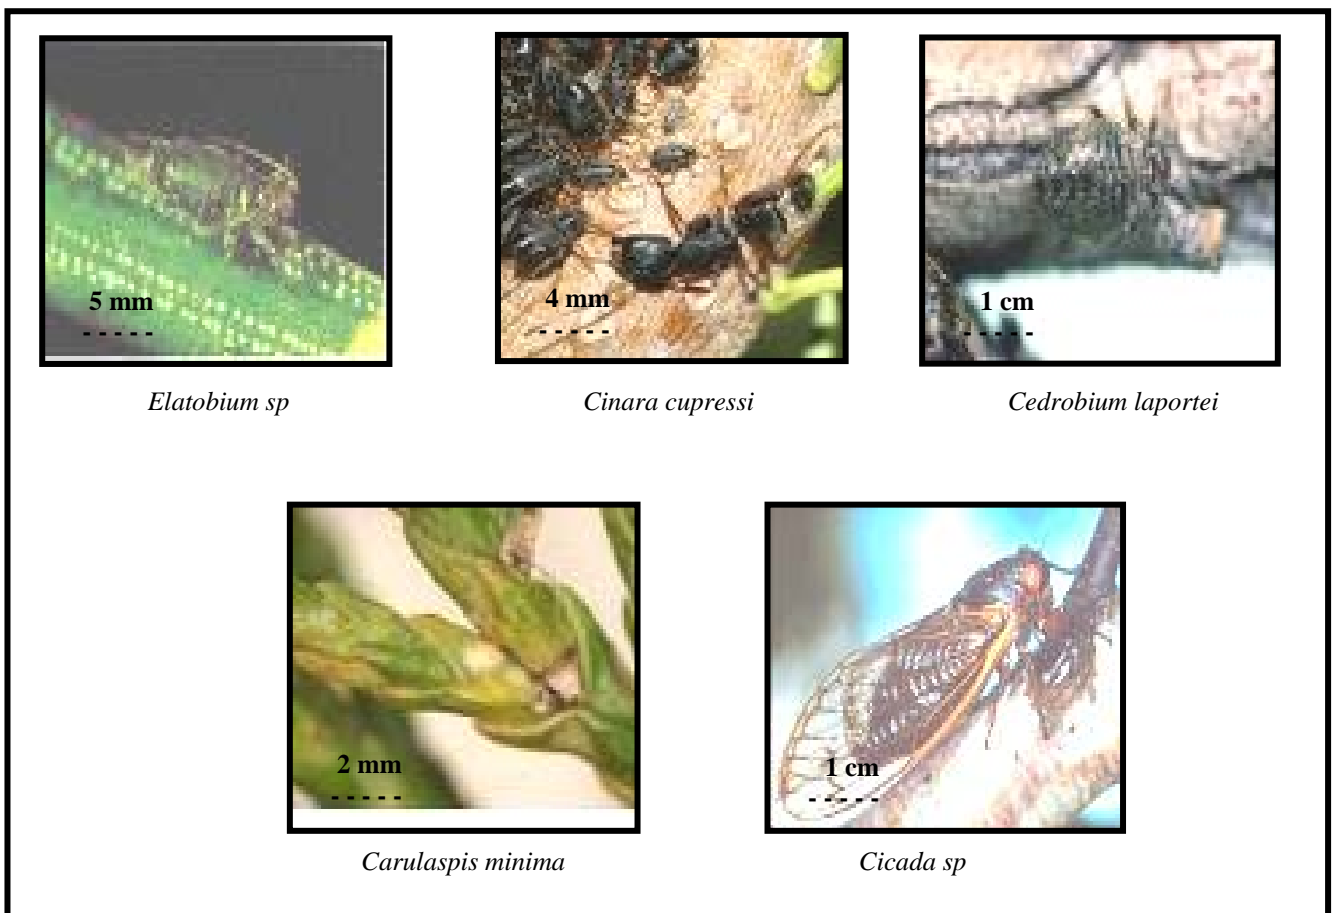 5 mm
4 mm
1 cm
Elatobium sp
Cinara cupressi
Cedrobium laportei
2 mm
1 cm
Carulaspis minima
Cicada sp